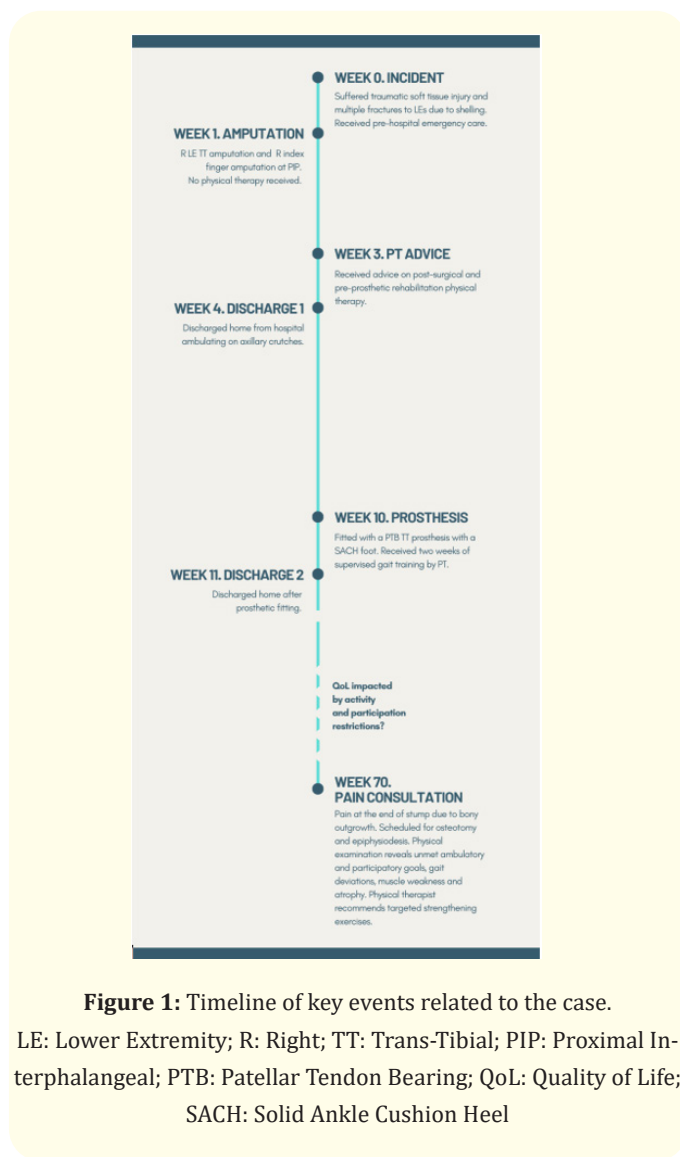 WEEK 0. INCIDENT
Suffered traumatic soft tissue injury and
multiple fractures to LEs due to shelling.
Received pre-hospital emergency care.
WEEK 1. AMPUTATION
R LE TT amputation and R index
finger amputation at PIP.
No physical therapy received.
WEEK 3. PT ADVICE
Received advice on post-surgical and
pre-prosthetic rehabilitation physical
therapy.
WEEK 4. DISCHARGE 1
Discharged home from hospital
ambulating on axillary crutches.
WEEK 10. PROSTHESIS
Fitted with a PTB TT prosthesis with a
SACH foot. Received two weeks of
supervised gait training by PT.
WEEK 11. DISCHARGE 2
Discharged home after
prosthetic fitting.
QoL impacted
by activity
and participation
restrictions?
WEEK 70.
PAIN CONSULTATION
Pain at the end of stump due to bony
outgrowth. Scheduled for osteotomy
and epiphysiodesis. Physical
examination reveals unmet ambulatory
and participatory goals, gait
deviations, muscle weakness and
atrophy. Physical therapist
recommends targeted strengthening
exercises.
Figure 1: Timeline of key events related to the case.
LE: Lower Extremity; R: Right; TT: Trans-Tibial; PIP: Proximal In-
terphalangeal; PTB: Patellar Tendon Bearing; QoL: Quality of Life;
SACH: Solid Ankle Cushion Heel